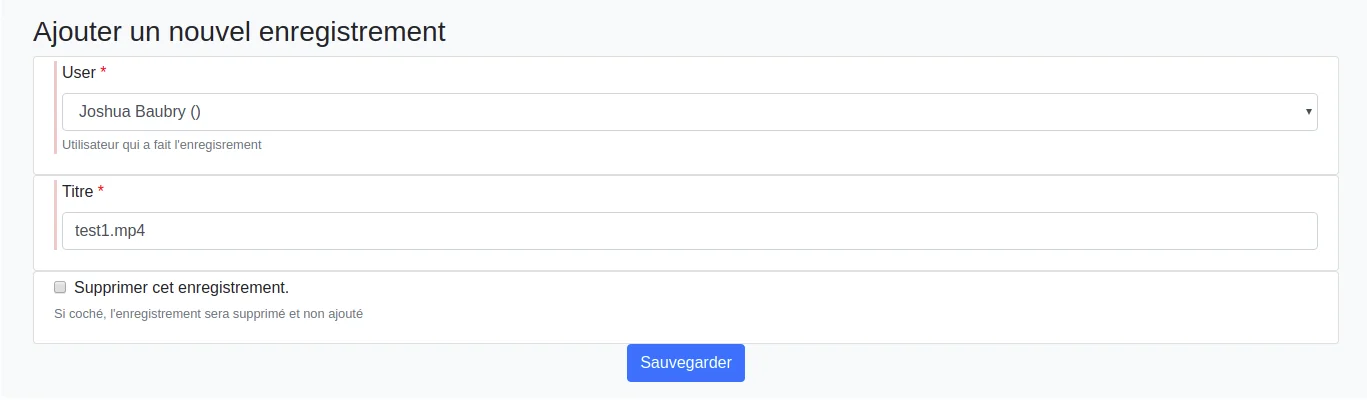 Ajouter un nouvel enregistrement
User *
Joshua Baubry ()
Utilisateur qui a fait l'enregisrement
Titre *
test1.mp4
Supprimer cet enregistrement.
Si coché, l'enregistrement sera supprimé et non ajouté
Sauvegarder